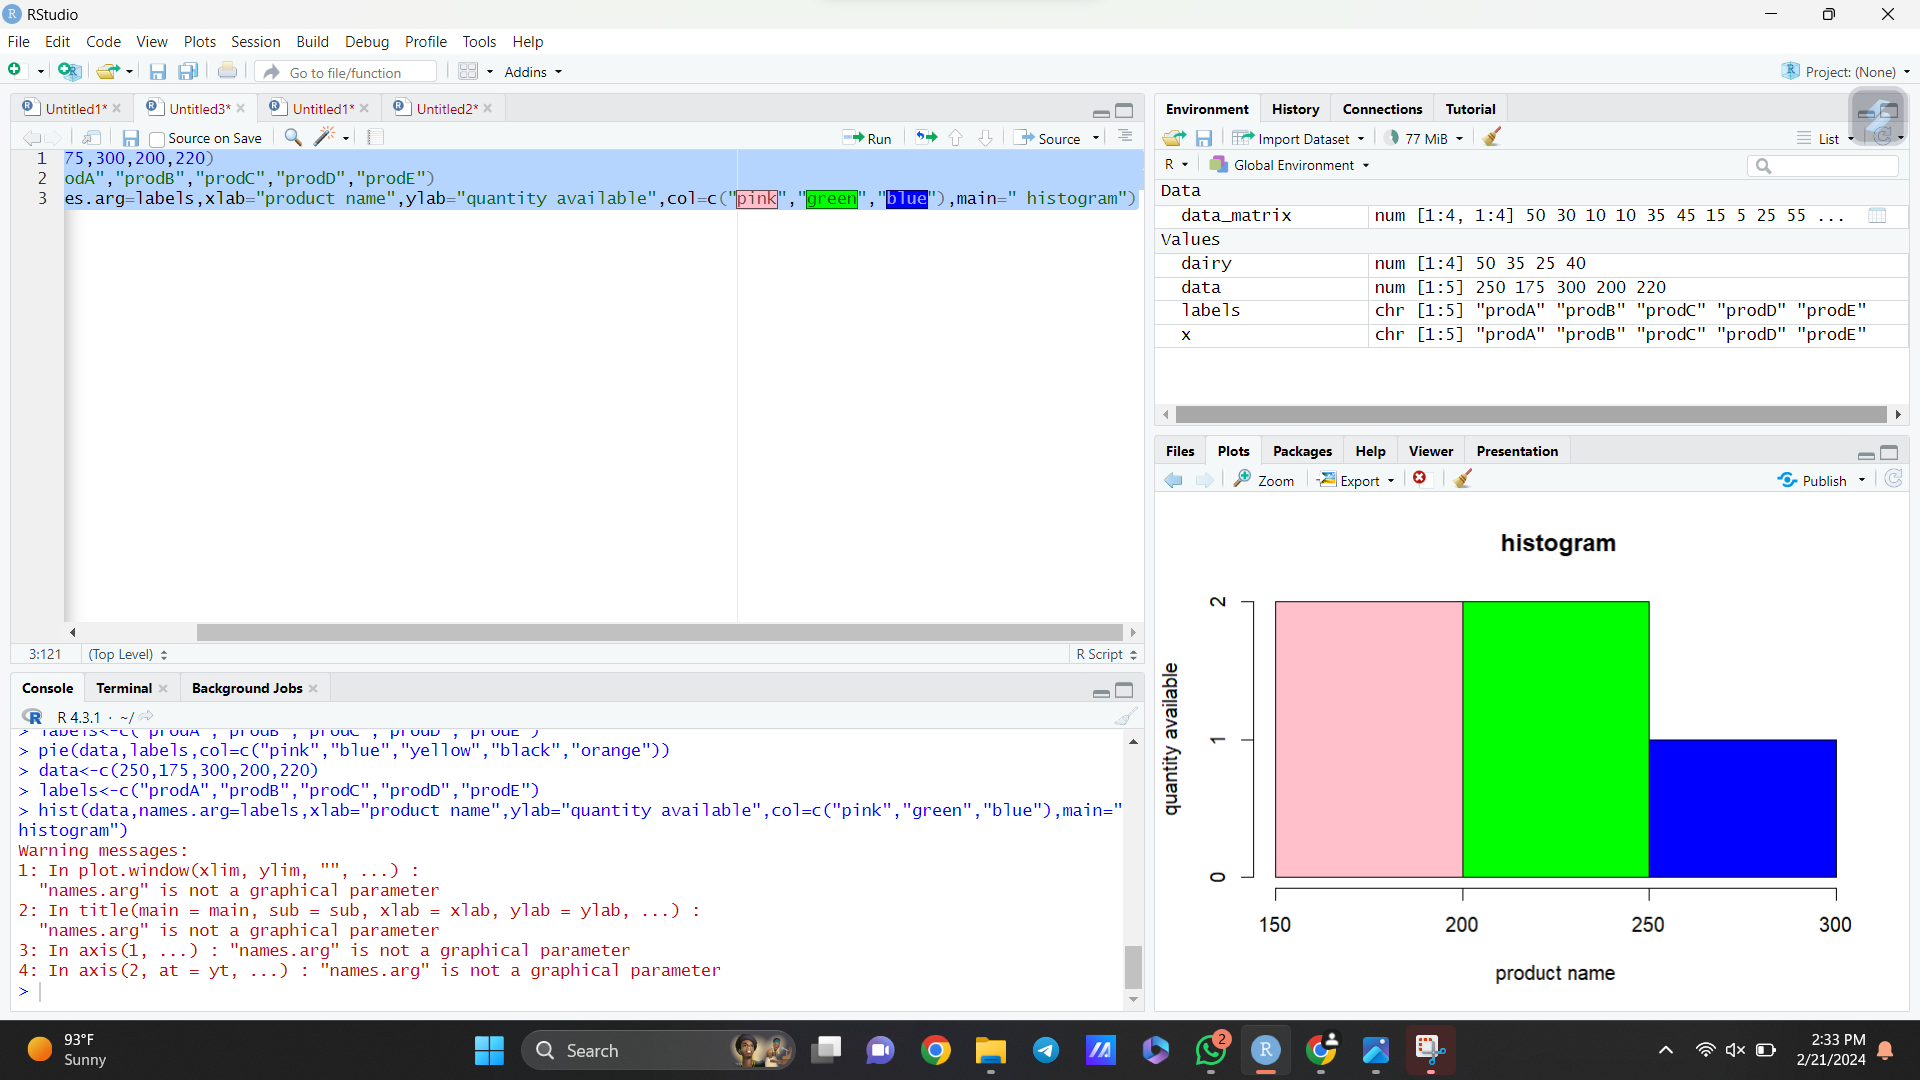 RStudio
File Edit Code View Plots Session Build Debug Profile Tools Help
Go to file/function Addins Project: (None)
Untitled1* Untitled3* Untitled1* Untitled2*
Source on Save Run Source
1 75,300,200,220)
2 odA","prodB","prodC","prodD","prodE")
3 es.arg=labels,xlab="product name",ylab="quantity available",col=c("pink","green","blue"),main=" histogram")
3:121 (Top Level) R Script
Console Terminal Background Jobs
R 4.3.1 · ~/
> labels<-c("prodA","prodB","prodC","prodD","prodE")
> pie(data,labels,col=c("pink","blue","yellow","black","orange"))
> data<-c(250,175,300,200,220)
> labels<-c("prodA","prodB","prodC","prodD","prodE")
> hist(data,names.arg=labels,xlab="product name",ylab="quantity available",col=c("pink","green","blue"),main="
histogram")
Warning messages:
1: In plot.window(xlim, ylim, "", ...) :
"names.arg" is not a graphical parameter
2: In title(main = main, sub = sub, xlab = xlab, ylab = ylab, ...) :
"names.arg" is not a graphical parameter
3: In axis(1, ...) : "names.arg" is not a graphical parameter
4: In axis(2, at = yt, ...) : "names.arg" is not a graphical parameter
>
Environment History Connections Tutorial
Import Dataset 77 MiB List
R Global Environment
Data
data_matrix num [1:4, 1:4] 50 30 10 10 35 45 15 5 25 55 ...
Values
dairy num [1:4] 50 35 25 40
data num [1:5] 250 175 300 200 220
labels chr [1:5] "prodA" "prodB" "prodC" "prodD" "prodE"
x chr [1:5] "prodA" "prodB" "prodC" "prodD" "prodE"
Files Plots Packages Help Viewer Presentation
Zoom Export Publish
histogram
quantity available
2
1
0
150 200 250 300
product name
93°F
Sunny
Search
2
2:33 PM
2/21/2024